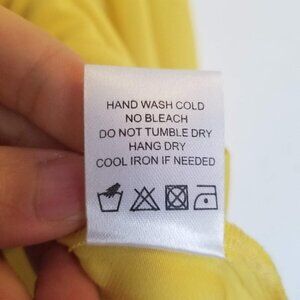 HAND WASH COLD
NO BLEACH
DO NOT TUMBLE DRY
HANG DRY
COOL IRON IF NEEDED